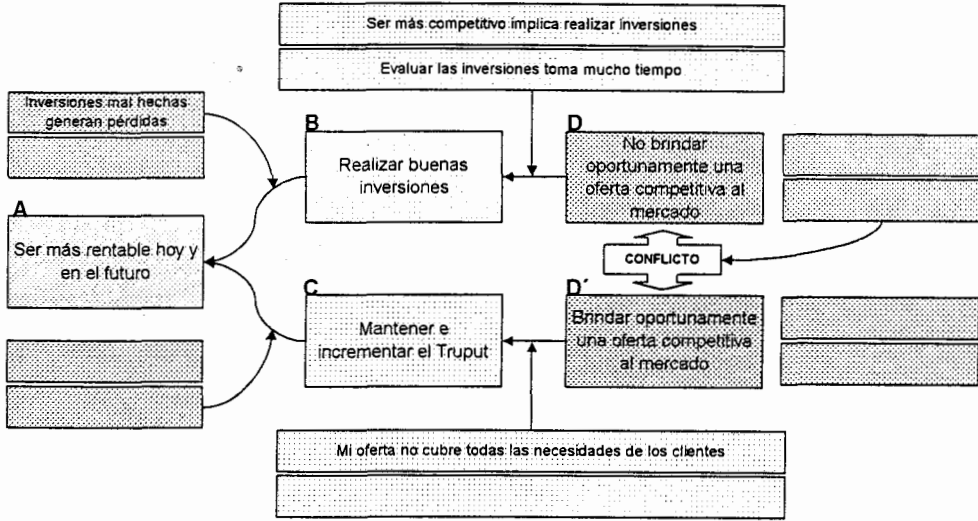 Ser más competitivo implica realizar inversiones
Evaluar las inversiones toma mucho tiempo
Inversiones mal hechas
generan pérdidas
B
Realizar buenas
inversiones
D
No brindar
oportunamente una
oferta competitiva al
mercado
A
Ser más rentable hoy y
en el futuro
CONFLICTO
C
Mantener e
incrementar el Truput
D´
Brindar oportunamente
una oferta competitiva
al mercado
Mi oferta no cubre todas las necesidades de los clientes